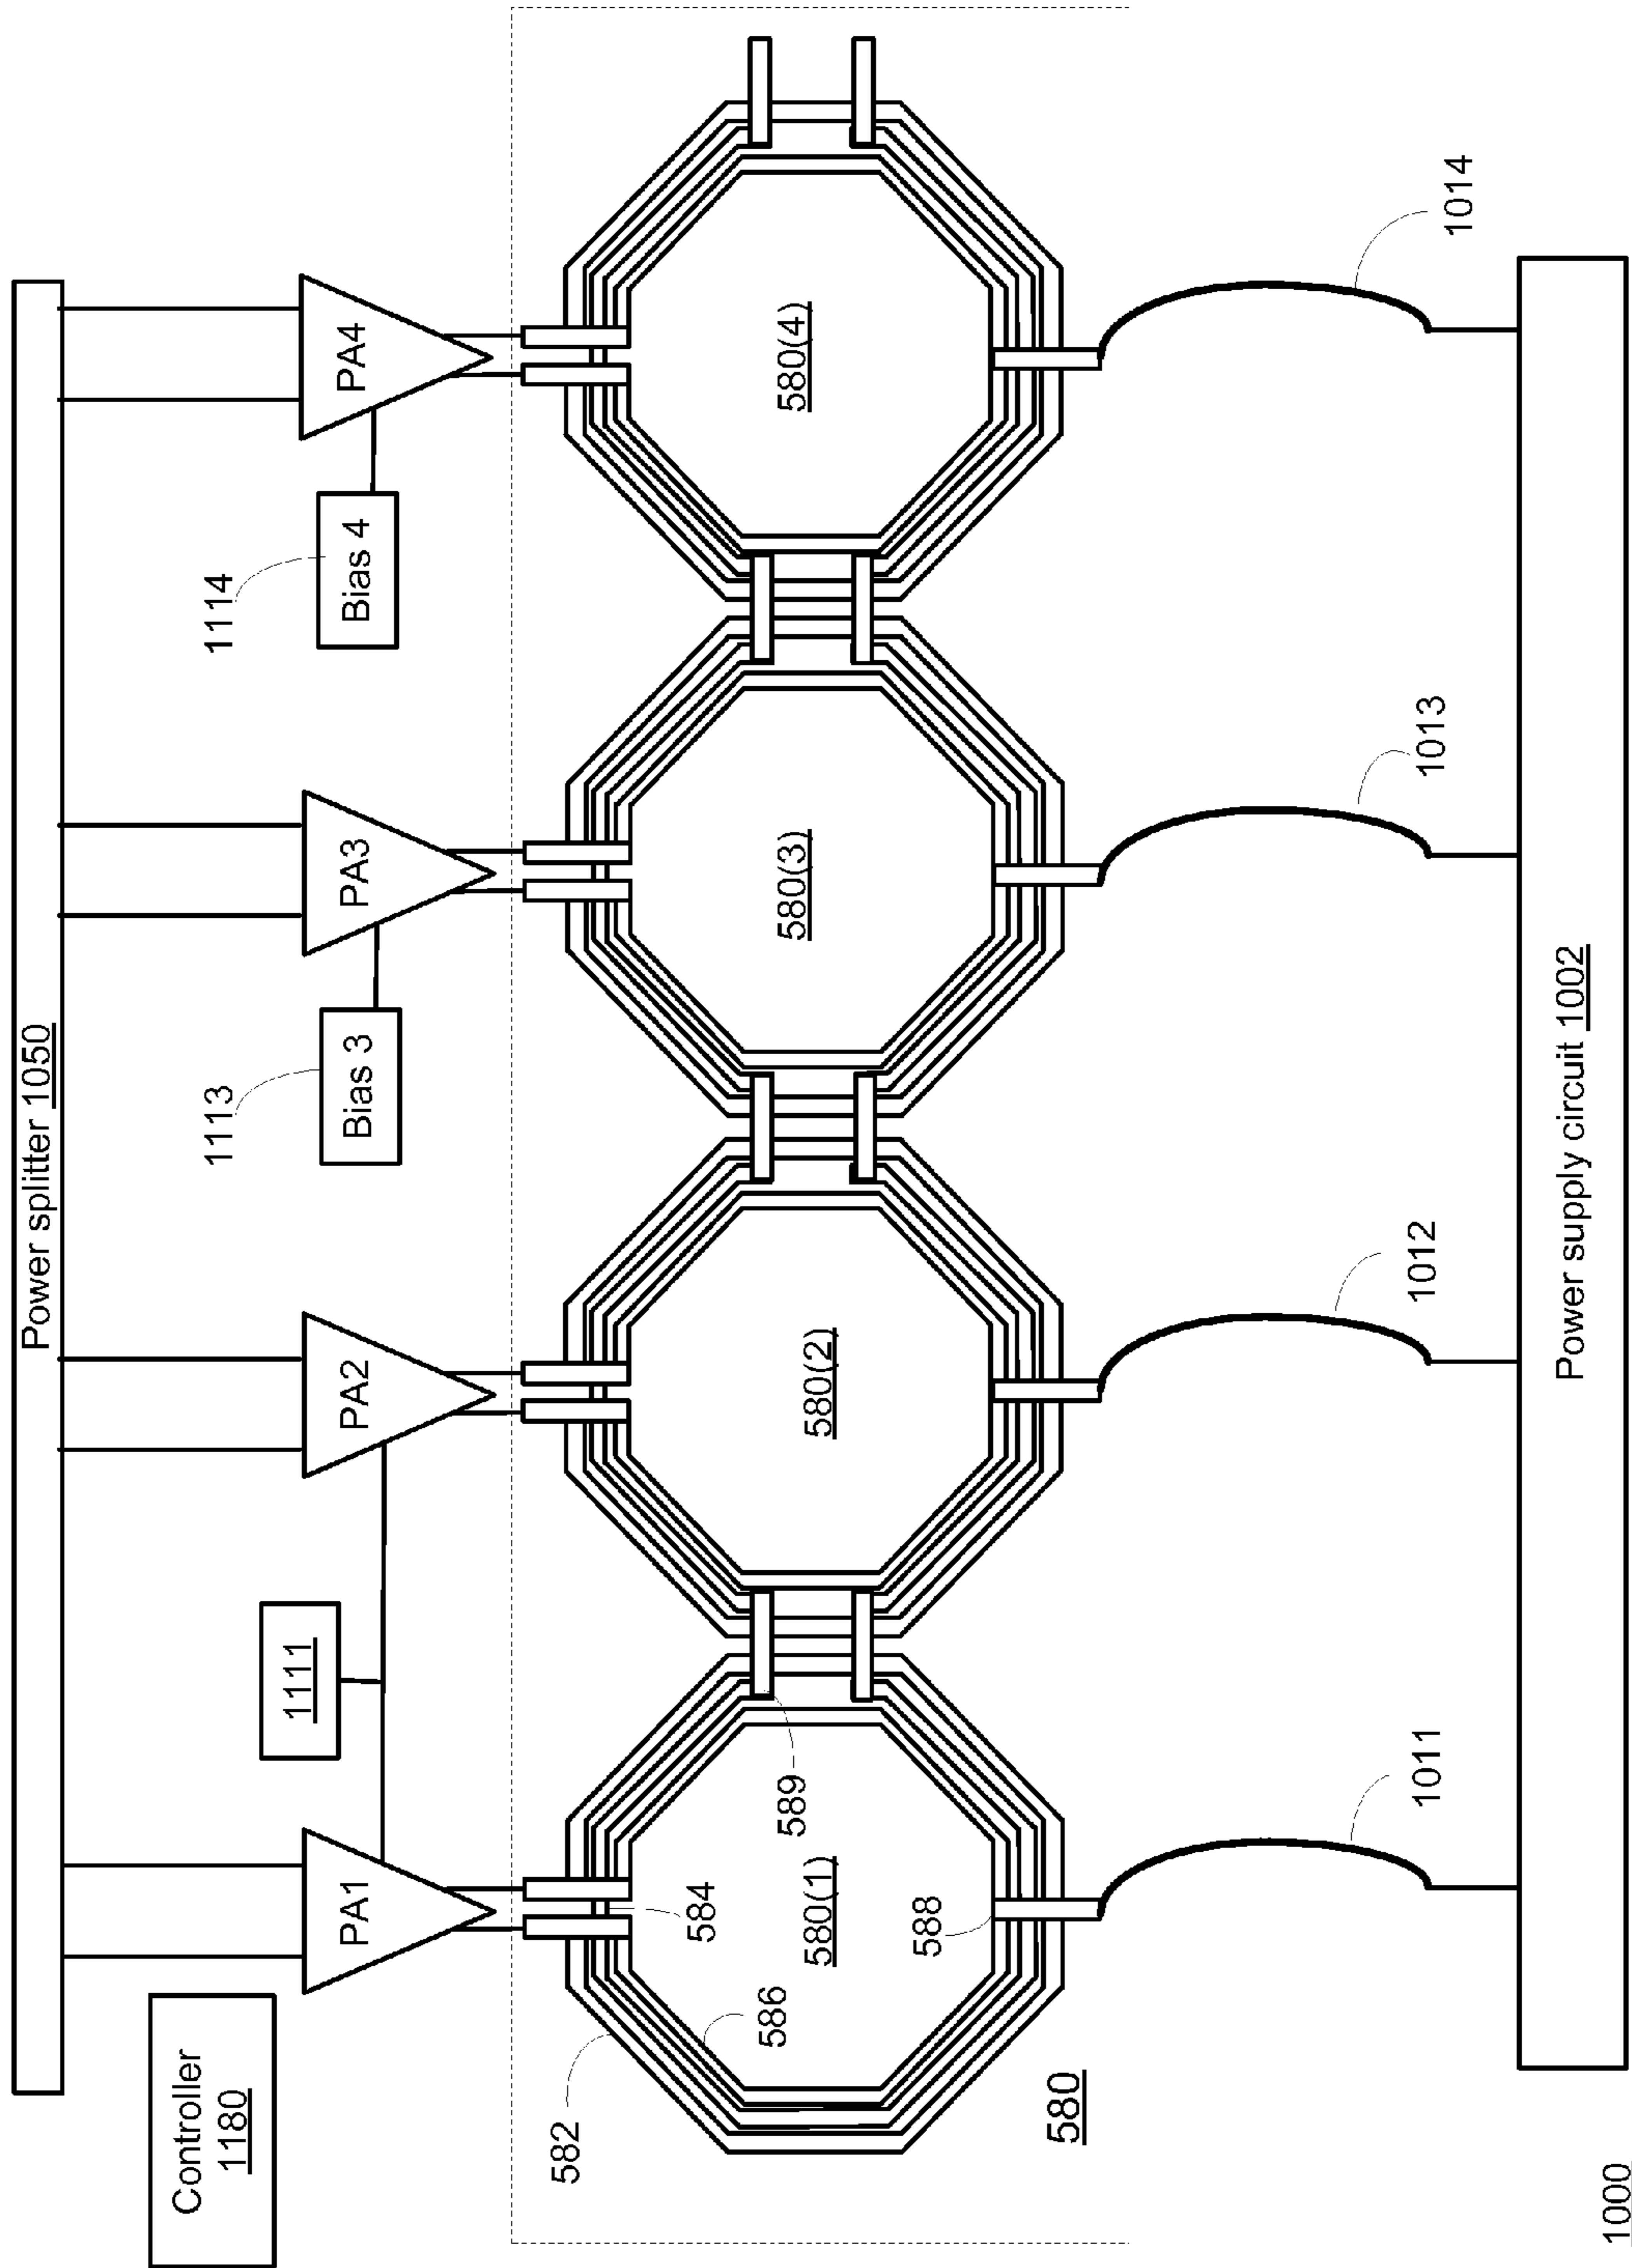 Power splitter 1050
Controller
1180
1111
1113
1114
Bias 3
Bias 4
PA1
PA2
PA3
PA4
582
584
586
589
580(1)
580(2)
580(3)
580(4)
588
580
1011
1012
1013
1014
Power supply circuit 1002
1000